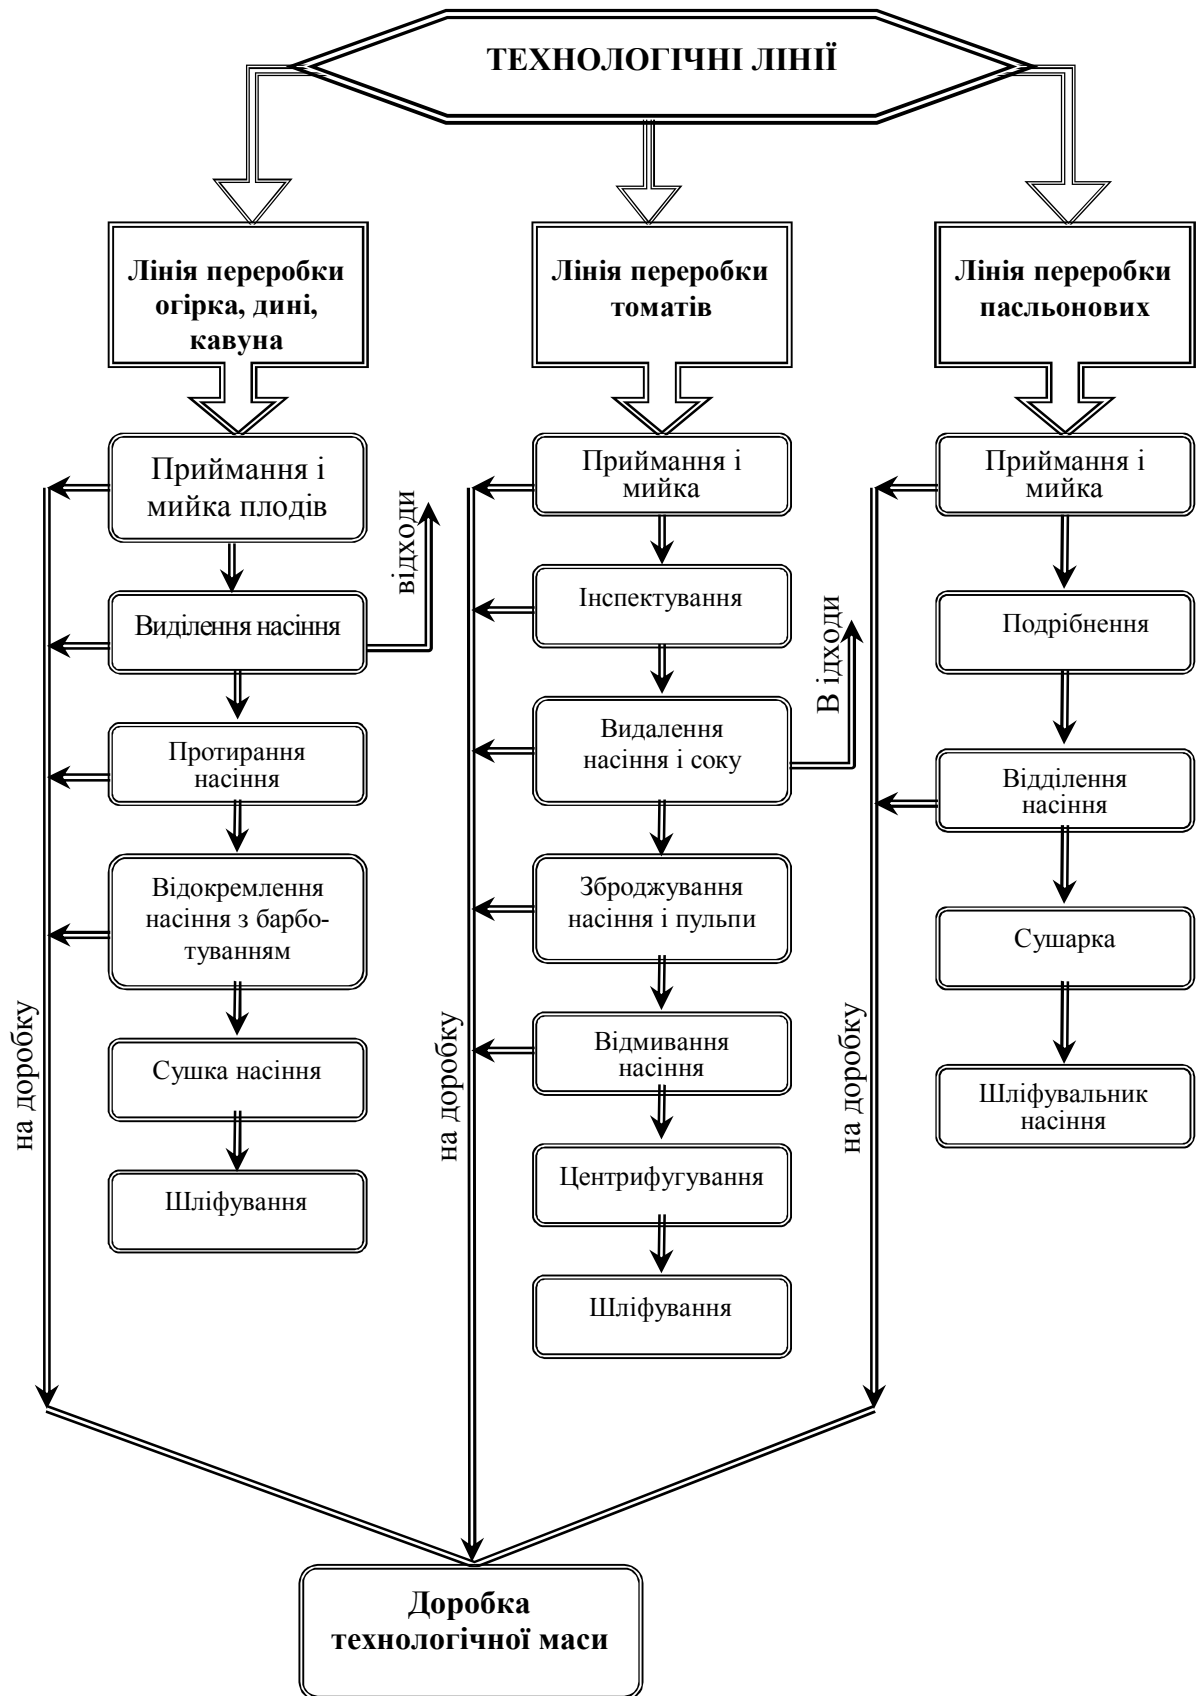 ТЕХНОЛОГІЧНІ ЛІНІЇ
Лінія переробки
огірка, дині,
кавуна
Приймання і
мийка плодів
відходи
Виділення насіння
Протирання
насіння
Відокремлення
насіння з барбо-
туванням
Сушка насіння
Шліфування
на доробку
Лінія переробки
томатів
Приймання і
мийка
Інспектування
В ідходи
Видалення
насіння і соку
Зброджування
насіння і пульпи
Відмивання
насіння
Центрифугування
Шліфування
на доробку
Лінія переробки
пасльонових
Приймання і
мийка
Подрібнення
Відділення
насіння
Сушарка
Шліфувальник
насіння
на доробку
Доробка
технологічної маси